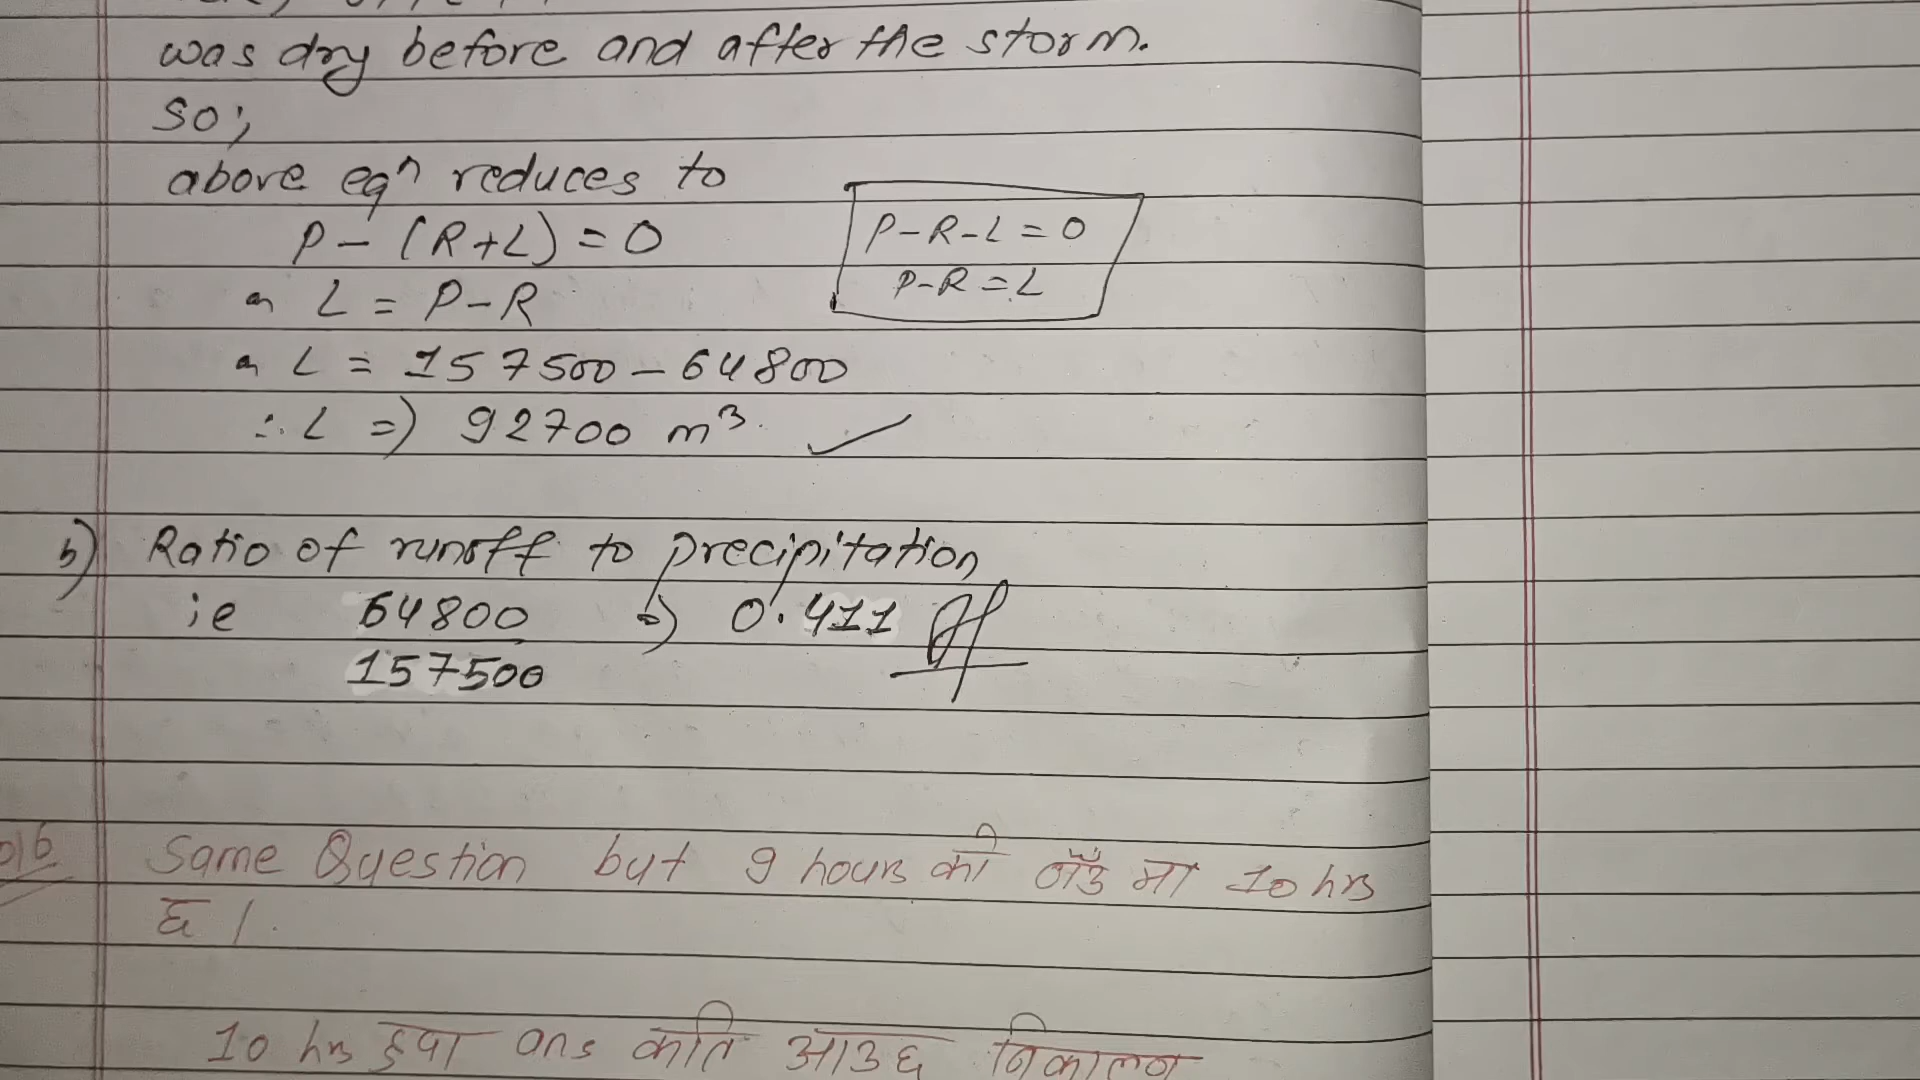 was dry before and after the storm.
so;
above eqⁿ reduces to
P - (R+L) = 0
P-R-L = 0
or L = P-R
P-R = L
or L = 157500 - 64800
∴ L => 92700 m³.
b) Ratio of runoff to precipitation
ie 64800 => 0.411
157500
Same Question but 9 hours को ठाउँ मा 10 hrs
छ ।
10 hrs हुदा ans कति आउछ निकाल्न